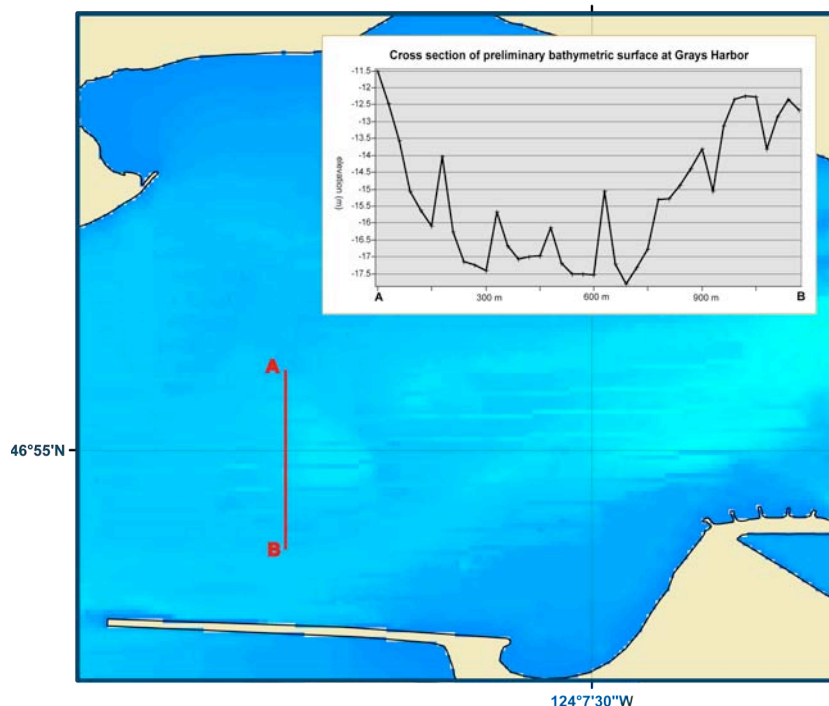 Cross section of preliminary bathymetric surface at Grays Harbor
-11.5
-12
-12.5
-13
-13.5
-14
-14.5
-15
-15.5
-16
-16.5
-17
-17.5
elevation (m)
A 300 m 600 m 900 m B
A
46°55'N
B
124°7'30"W